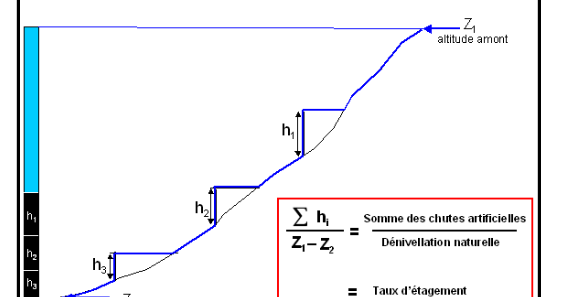 Z1
altitude amont
h1
h2
h3
h1
h2
h3
Σ hi / Z1 – Z2 = Somme des chutes artificielles / Dénivellation naturelle
= Taux d'étagement